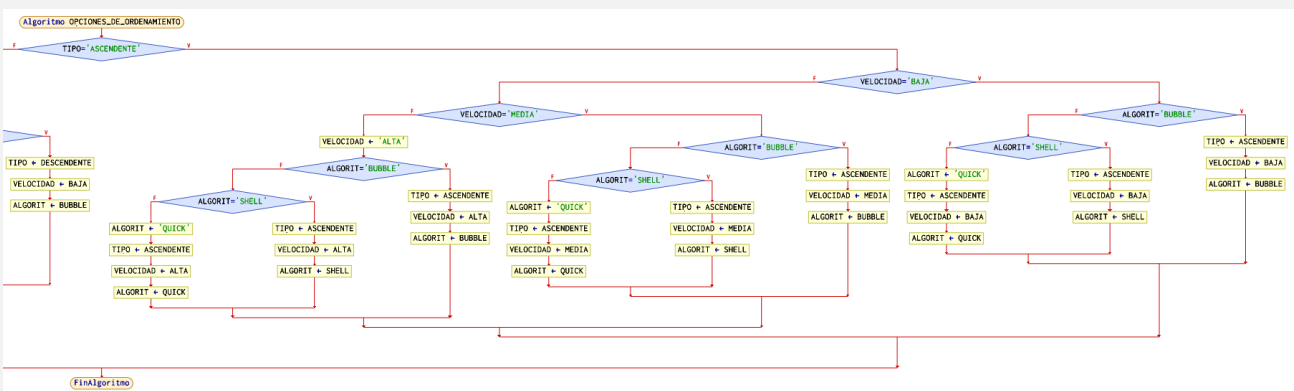 Algoritmo OPCIONES_DE_ORDENAMIENTO
F
TIPO='ASCENDENTE'
V
F
VELOCIDAD='BAJA'
V
F
VELOCIDAD='MEDIA'
V
F
ALGORIT='BUBBLE'
V
V
VELOCIDAD ← 'ALTA'
F
ALGORIT='BUBBLE'
V
F
ALGORIT='SHELL'
V
TIPO ← ASCENDENTE
TIPO ← DESCENDENTE
VELOCIDAD ← BAJA
ALGORIT ← BUBBLE
F
ALGORIT='BUBBLE'
V
F
ALGORIT='SHELL'
V
TIPO ← ASCENDENTE
VELOCIDAD ← MEDIA
ALGORIT ← BUBBLE
ALGORIT ← 'QUICK'
TIPO ← ASCENDENTE
VELOCIDAD ← BAJA
ALGORIT ← QUICK
TIPO ← ASCENDENTE
VELOCIDAD ← BAJA
ALGORIT ← SHELL
VELOCIDAD ← BAJA
ALGORIT ← BUBBLE
F
ALGORIT='SHELL'
V
TIPO ← ASCENDENTE
VELOCIDAD ← ALTA
ALGORIT ← BUBBLE
ALGORIT ← 'QUICK'
TIPO ← ASCENDENTE
VELOCIDAD ← MEDIA
ALGORIT ← QUICK
TIPO ← ASCENDENTE
VELOCIDAD ← MEDIA
ALGORIT ← SHELL
ALGORIT ← 'QUICK'
TIPO ← ASCENDENTE
VELOCIDAD ← ALTA
ALGORIT ← QUICK
TIPO ← ASCENDENTE
VELOCIDAD ← ALTA
ALGORIT ← SHELL
FinAlgoritmo